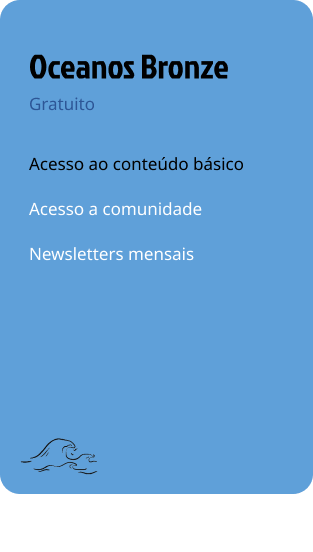 Oceanos Bronze
Gratuito
Acesso ao conteúdo básico
Acesso a comunidade
Newsletters mensais